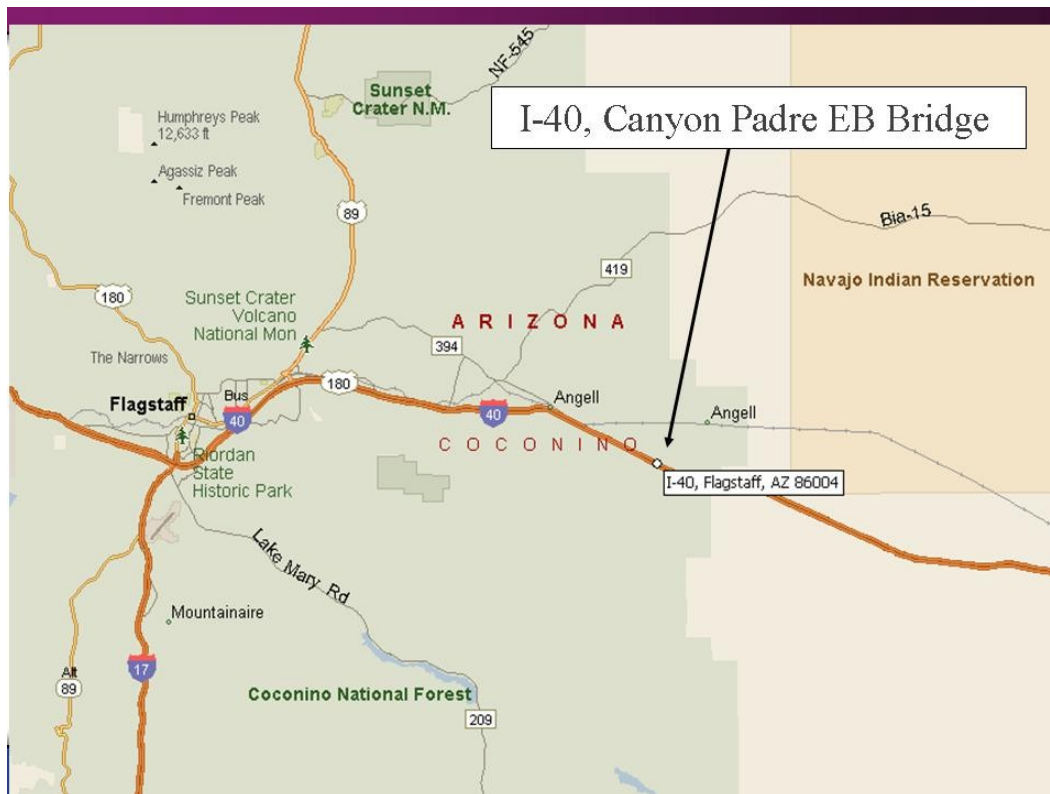 NF-545
Sunset
Crater N.M.
I-40, Canyon Padre EB Bridge
Humphreys Peak
12,633 ft
Agassiz Peak
Fremont Peak
89
Bia-15
419
Navajo Indian Reservation
180
Sunset Crater
Volcano
National Mon
ARIZONA
394
The Narrows
180
Bus
Flagstaff
40
40
Angell
Angell
COCONINO
Riordan
State
Historic Park
I-40, Flagstaff, AZ 86004
Lake Mary Rd
Mountainaire
17
Alt
89
Coconino National Forest
209